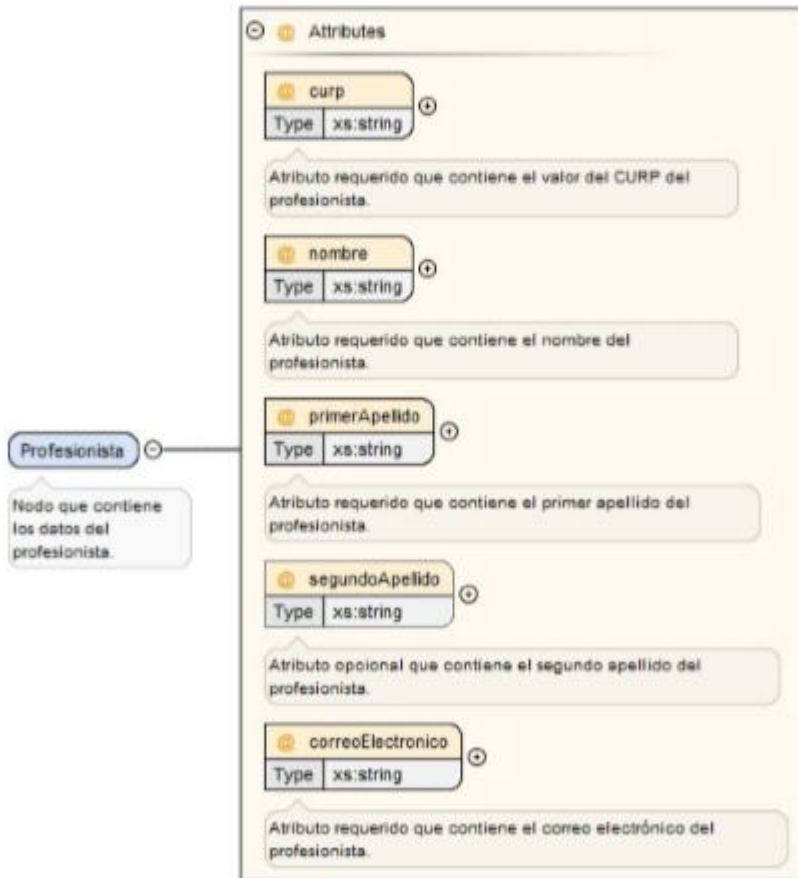 Attributes
curp
Type xs:string
Atributo requerido que contiene el valor del CURP del
profesionista.
nombre
Type xs:string
Atributo requerido que contiene el nombre del
profesionista.
primerApellido
Type xs:string
Atributo requerido que contiene el primer apellido del
profesionista.
segundoApellido
Type xs:string
Atributo opcional que contiene el segundo apellido del
profesionista.
correoElectronico
Type xs:string
Atributo requerido que contiene el correo electrónico del
profesionista.
Profesionista
Nodo que contiene
los datos del
profesionista.